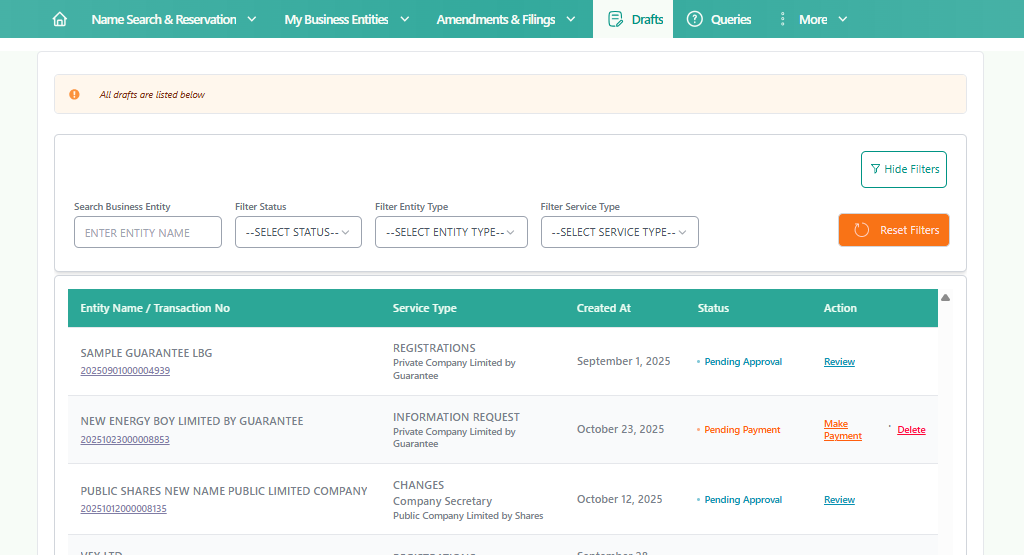 Name Search & Reservation My Business Entities Amendments & Filings Drafts Queries More
All drafts are listed below
Hide Filters
Search Business Entity Filter Status Filter Entity Type Filter Service Type
ENTER ENTITY NAME --SELECT STATUS-- --SELECT ENTITY TYPE-- --SELECT SERVICE TYPE-- Reset Filters
Entity Name / Transaction No Service Type Created At Status Action
SAMPLE GUARANTEE LBG
20250901000004939
REGISTRATIONS
Private Company Limited by
Guarantee
September 1, 2025
Pending Approval
Review
NEW ENERGY BOY LIMITED BY GUARANTEE
20251023000008853
INFORMATION REQUEST
Private Company Limited by
Guarantee
October 23, 2025
Pending Payment
Make
Payment
Delete
PUBLIC SHARES NEW NAME PUBLIC LIMITED COMPANY
20251012000008135
CHANGES
Company Secretary
Public Company Limited by Shares
October 12, 2025
Pending Approval
Review